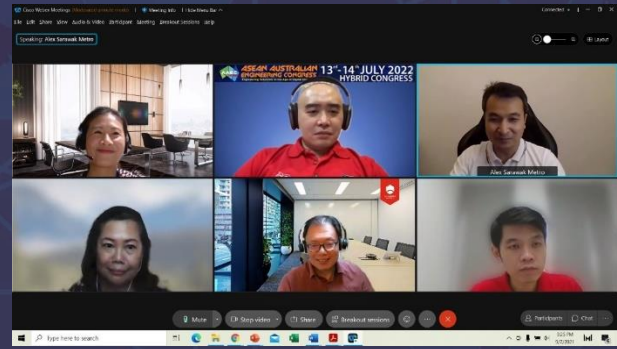 Cisco Webex Meetings
Meeting Info
Hide Menu Bar
Connected
File Edit Share View Audio & Video Participant Meeting Breakout Sessions Help
Speaking: Alex Sarawak Metro
Layout
ASEAN AUSTRALIAN
ENGINEERING CONGRESS
13th-14th JULY 2022
HYBRID CONGRESS
Alex Sarawak Metro
Mute
Stop video
Share
Breakout sessions
Participants
Chat
Type here to search